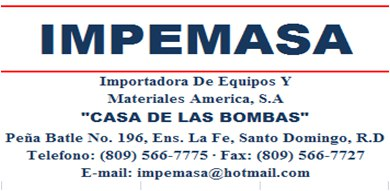 IMPEMASA
Importadora De Equipos Y
Materiales America, S.A
"CASA DE LAS BOMBAS"
Peña Batle No. 196, Ens. La Fe, Santo Domingo, R.D
Telefono: (809) 566-7775 · Fax: (809) 566-7727
E-mail: impemasa@hotmail.com